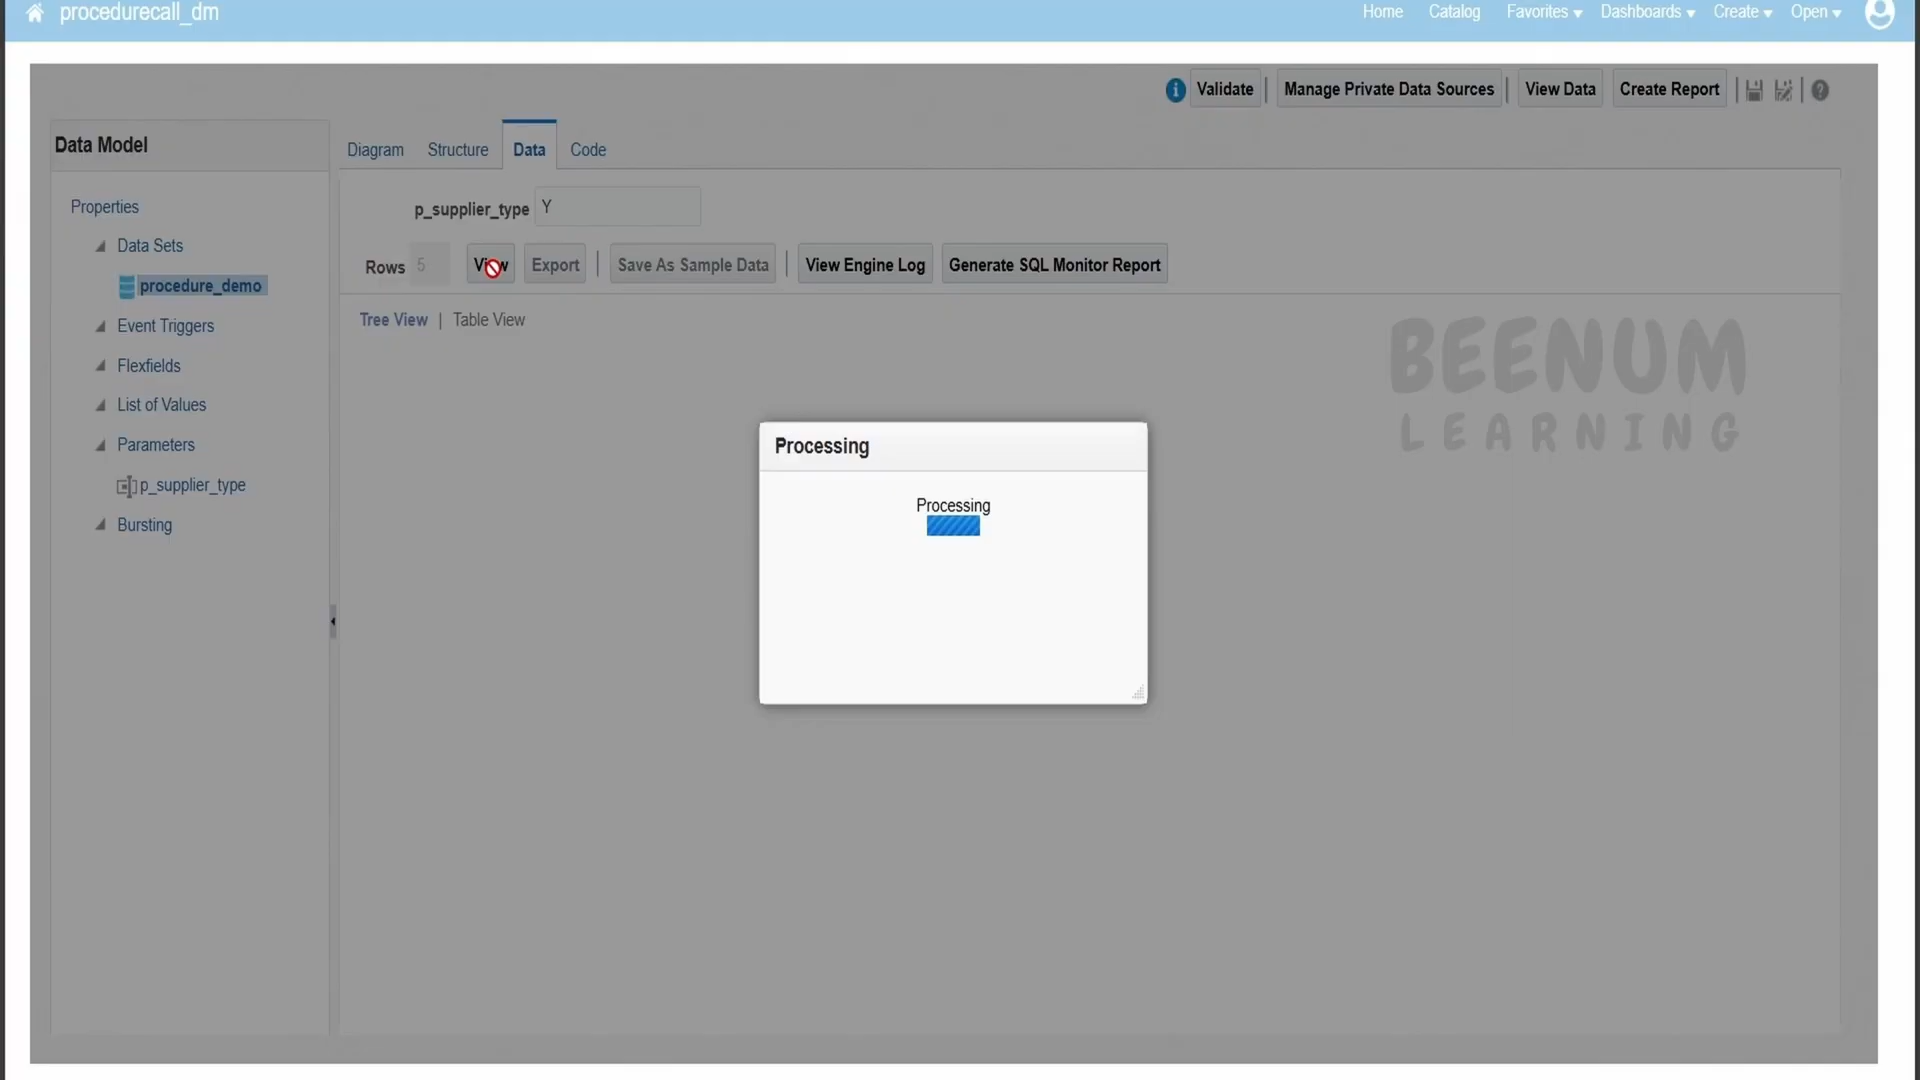 procedurecall_dm
Home Catalog Favorites Dashboards Create Open
Validate | Manage Private Data Sources | View Data Create Report
Data Model
Diagram Structure Data Code
Properties
Data Sets
procedure_demo
Event Triggers
Flexfields
List of Values
Parameters
p_supplier_type
Bursting
p_supplier_type Y
Rows 5 View Export | Save As Sample Data | View Engine Log Generate SQL Monitor Report
Tree View | Table View
BEENUM
LEARNING
Processing
Processing